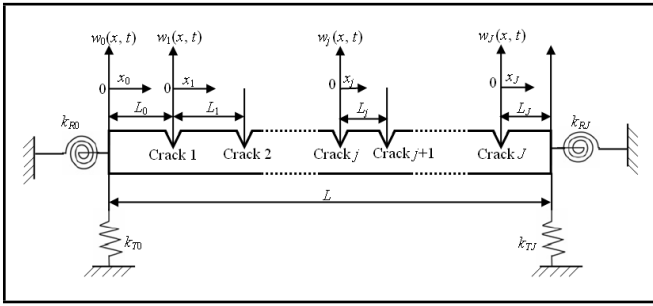 w0(x, t) w1(x, t) wj(x, t) wJ(x, t)
x0 x1 xj xJ
0 0 0 0
L0 L1 Lj LJ
kR0 kRJ
Crack 1 Crack 2 Crack j Crack j+1 Crack J
L
kT0 kTJ